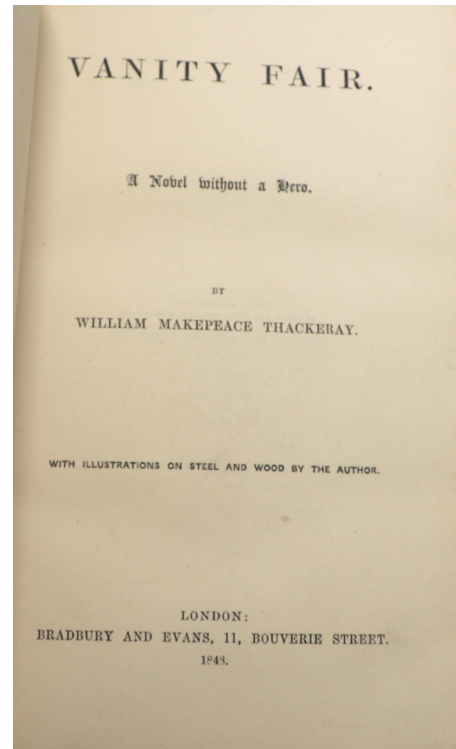 VANITY FAIR.
A Novel without a Hero.
BY
WILLIAM MAKEPEACE THACKERAY.
WITH ILLUSTRATIONS ON STEEL AND WOOD BY THE AUTHOR.
LONDON:
BRADBURY AND EVANS, 11, BOUVERIE STREET.
1848.